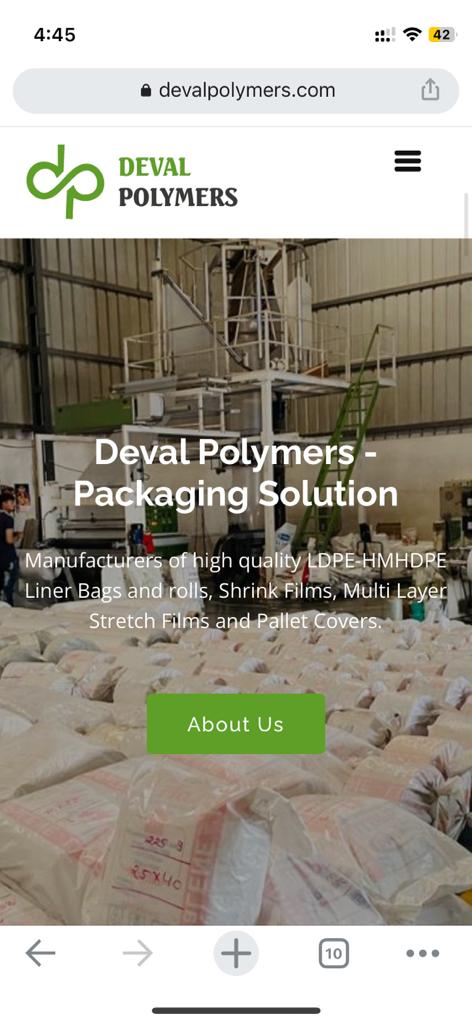 4:45
42
devalpolymers.com
DEVAL
POLYMERS
Deval Polymers -
Packaging Solution
Manufacturers of high quality LDPE-HMHDPE
Liner Bags and rolls, Shrink Films, Multi Layer
Stretch Films and Pallet Covers.
About Us
25X40
10